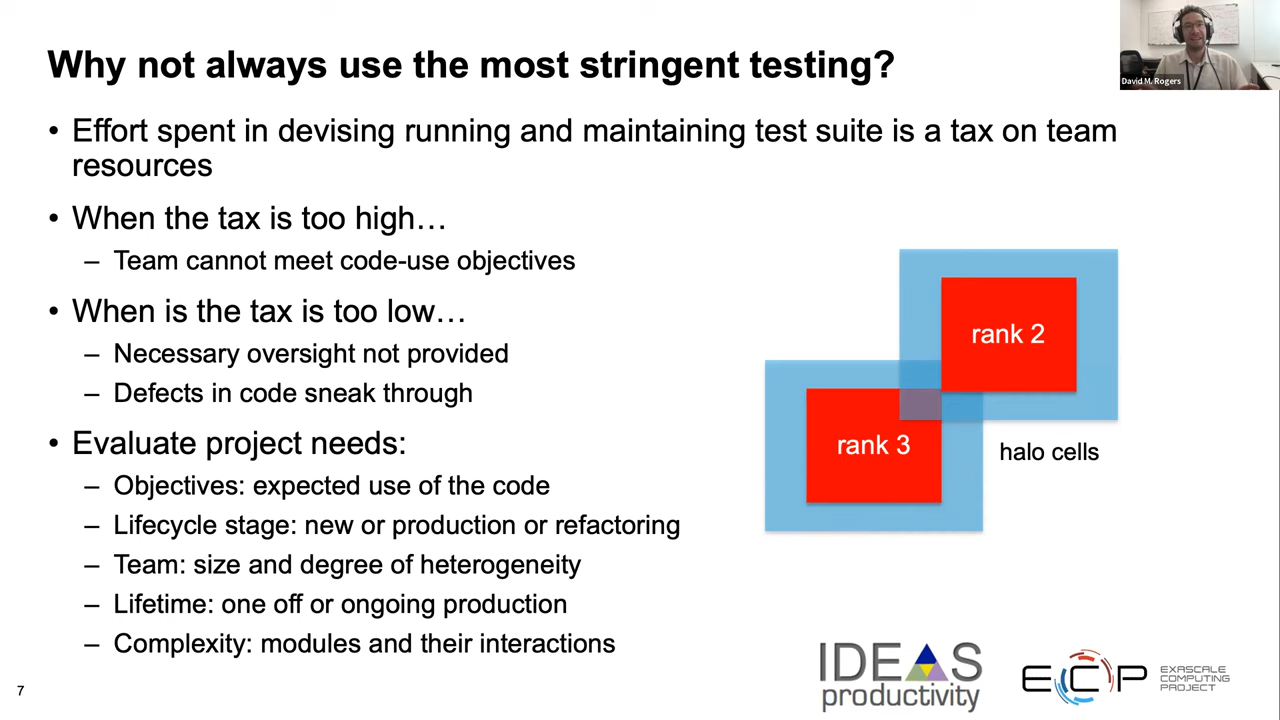 Why not always use the most stringent testing?
David M. Rogers
• Effort spent in devising running and maintaining test suite is a tax on team
resources
• When the tax is too high…
– Team cannot meet code-use objectives
• When is the tax is too low…
– Necessary oversight not provided
– Defects in code sneak through
• Evaluate project needs:
– Objectives: expected use of the code
– Lifecycle stage: new or production or refactoring
– Team: size and degree of heterogeneity
– Lifetime: one off or ongoing production
– Complexity: modules and their interactions
rank 2
rank 3
halo cells
IDEAS
productivity
ECP
EXASCALE
COMPUTING
PROJECT
7